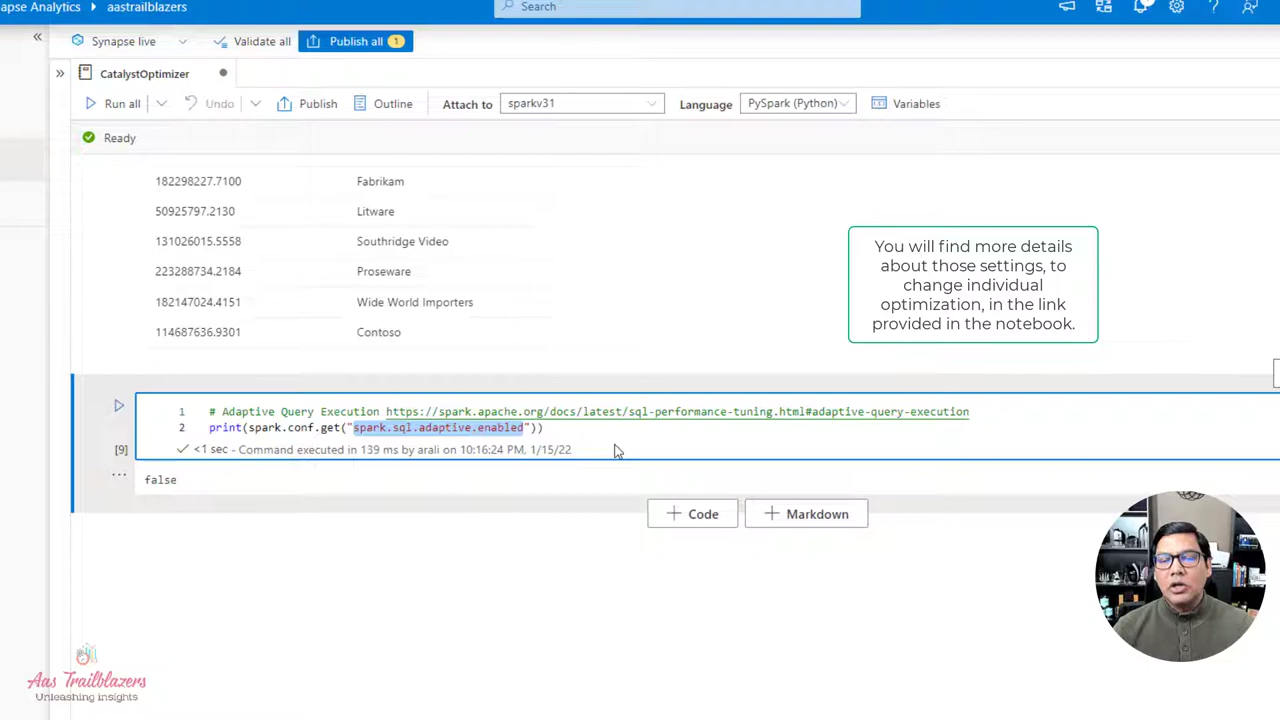 apse Analytics
aastrailblazers
Search
Synapse live
Validate all
Publish all 1
CatalystOptimizer
Run all
Undo
Publish
Outline
Attach to
sparkv31
Language
PySpark (Python)
Variables
Ready
182298227.7100 Fabrikam
50925797.2130 Litware
131026015.5558 Southridge Video
223288734.2184 Proseware
182147024.4151 Wide World Importers
114687636.9301 Contoso
You will find more details
about those settings, to
change individual
optimization, in the link
provided in the notebook.
1 # Adaptive Query Execution https://spark.apache.org/docs/latest/sql-performance-tuning.html#adaptive-query-execution
2 print(spark.conf.get("spark.sql.adaptive.enabled"))
[9] <1 sec - Command executed in 139 ms by arali on 10:16:24 PM, 1/15/22
false
+ Code
+ Markdown
Aas Trailblazers
Unleashing Insights